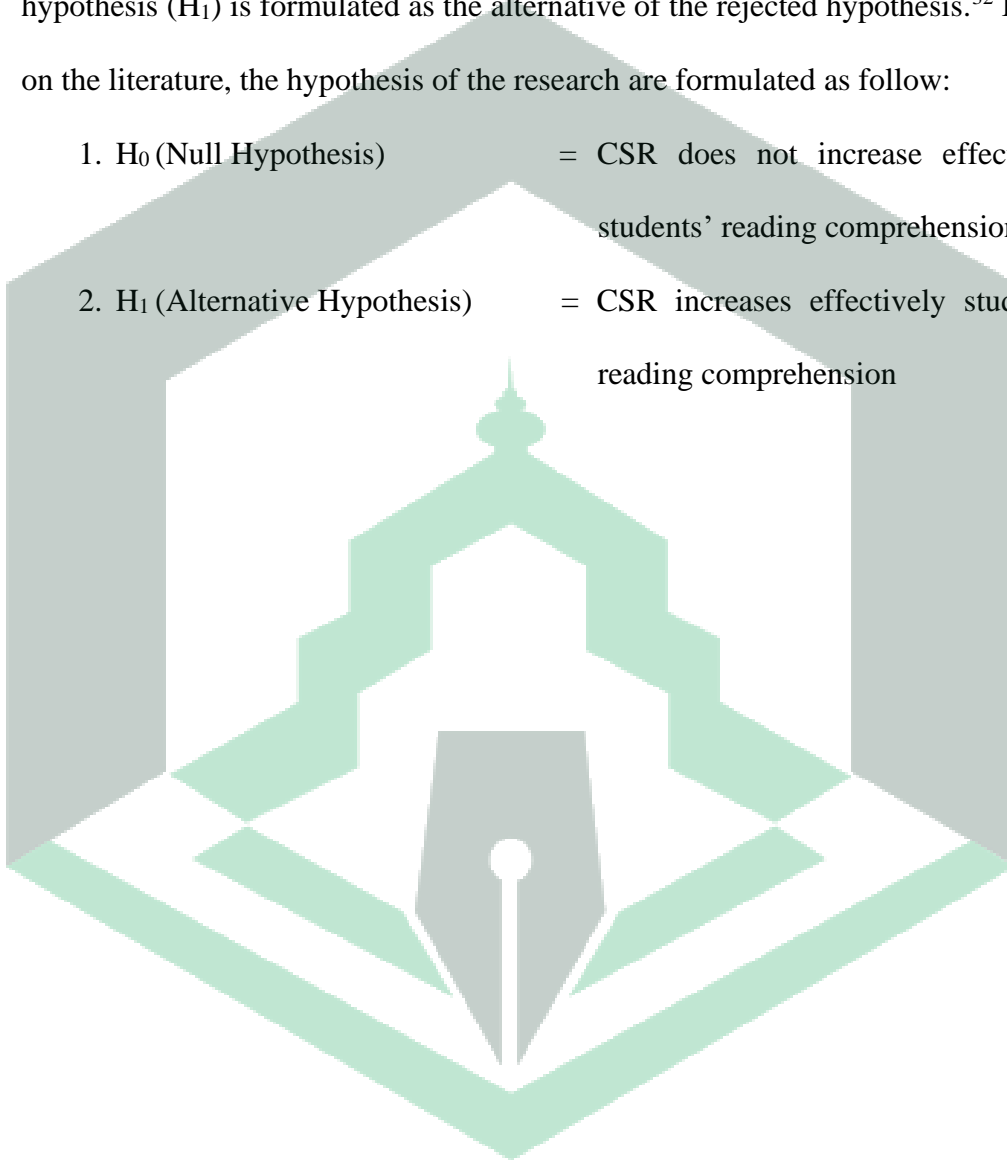 hypothesis (H₁) is formulated as the alternative of the rejected hypothesis.³²
on the literature, the hypothesis of the research are formulated as follow:
1. H₀ (Null Hypothesis) = CSR does not increase
students’ reading comprehension
2. H₁ (Alternative Hypothesis) = CSR increases effectively
reading comprehension